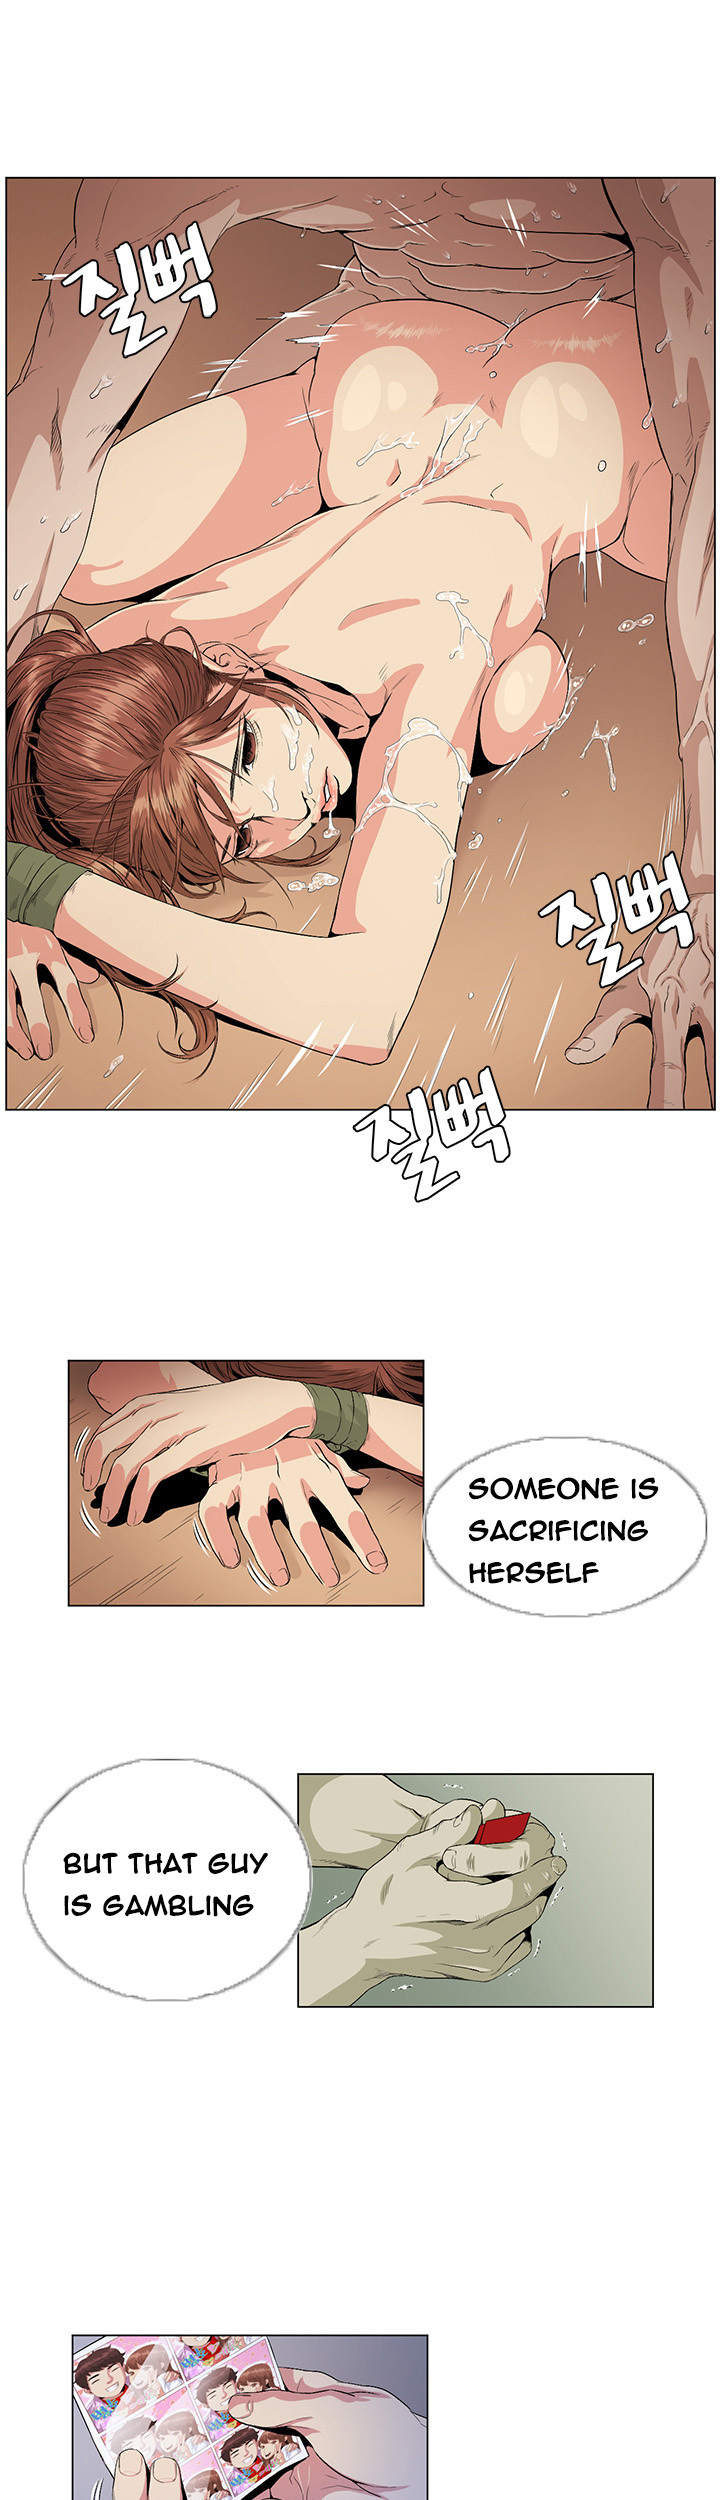 질뻑
질뻑
질뻑
SOMEONE IS
SACRIFICING
HERSELF
BUT THAT GUY
IS GAMBLING